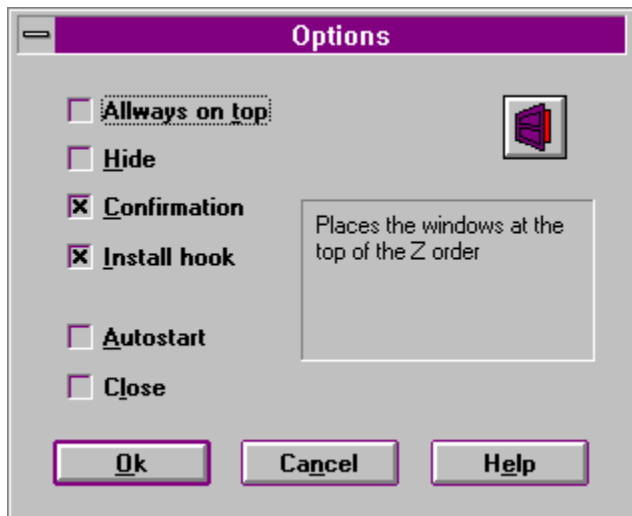 Options
Allways on top
Hide
Confirmation
Install hook
Places the windows at the
top of the Z order
Autostart
Close
Ok
Cancel
Help